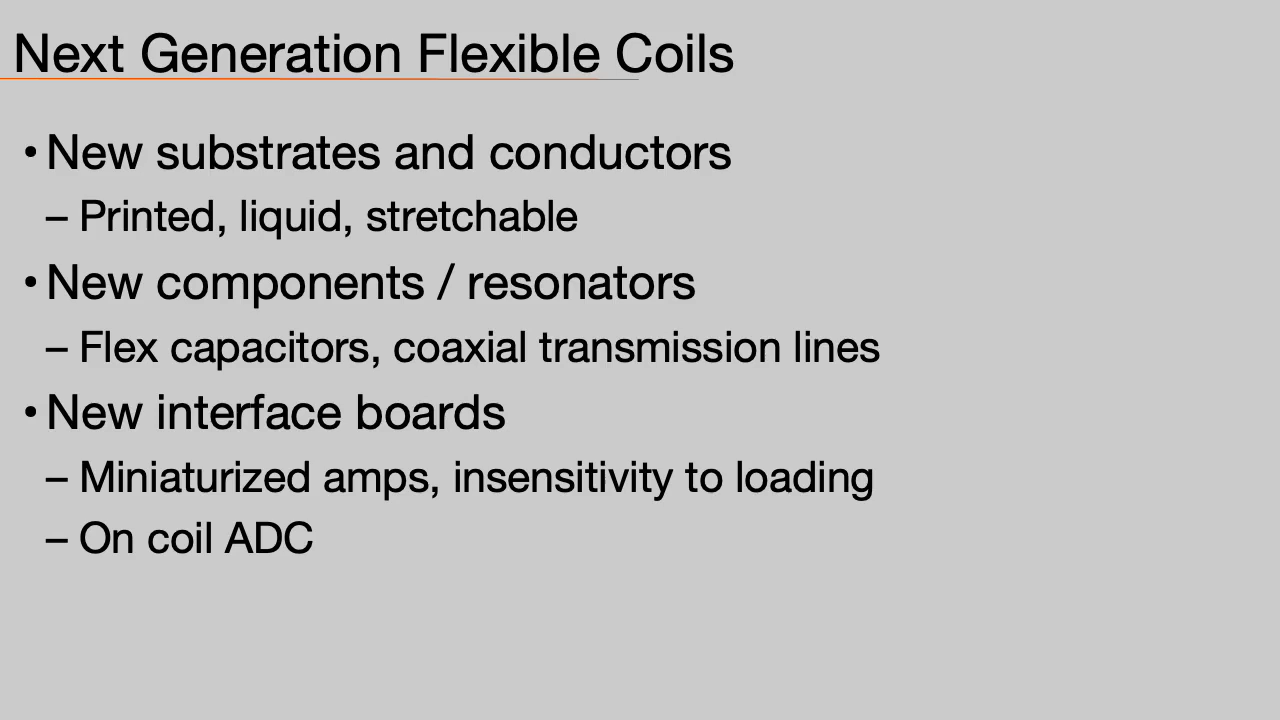 Next Generation Flexible Coils
• New substrates and conductors
– Printed, liquid, stretchable
• New components / resonators
– Flex capacitors, coaxial transmission lines
• New interface boards
– Miniaturized amps, insensitivity to loading
– On coil ADC